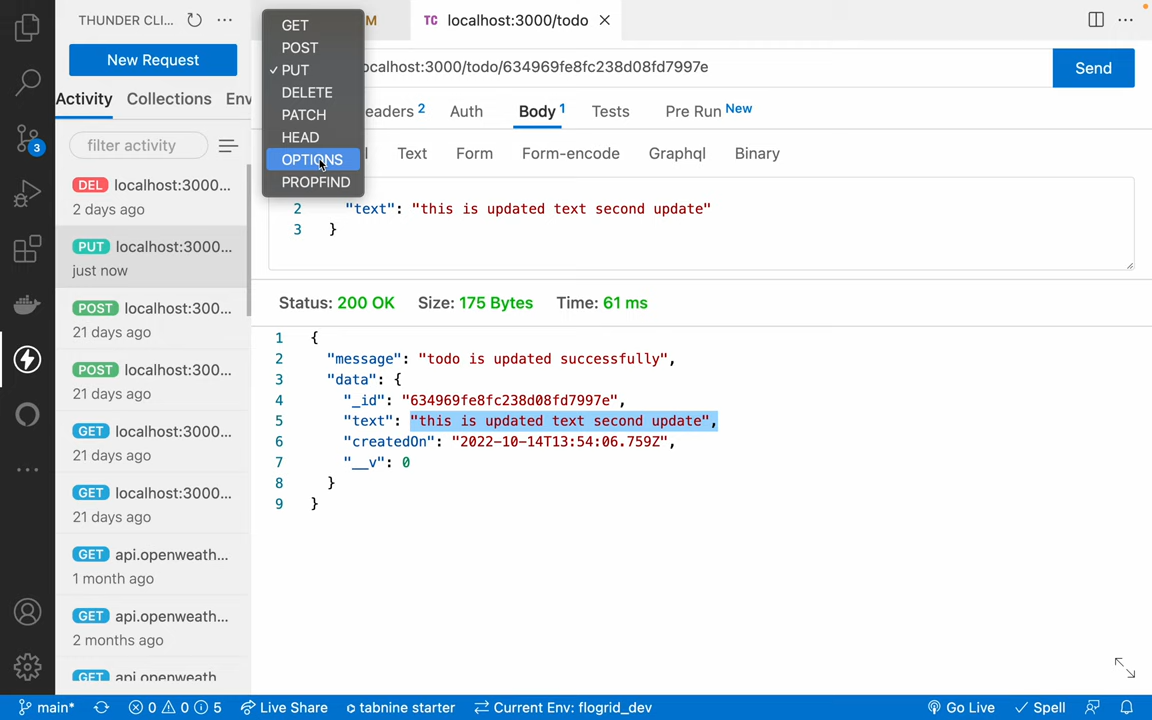 THUNDER CLI...
New Request
Activity Collections Env
filter activity
DEL localhost:3000...
2 days ago
PUT localhost:3000...
just now
POST localhost:300...
21 days ago
POST localhost:300...
21 days ago
GET localhost:3000...
21 days ago
GET localhost:3000...
21 days ago
GET api.openweath...
1 month ago
GET api.openweath...
2 months ago
GET api.openweath
3
GET
POST
✓ PUT
DELETE
PATCH
HEAD
OPTIONS
PROPFIND
M
TC localhost:3000/todo
ocalhost:3000/todo/634969fe8fc238d08fd7997e
Send
eaders 2 Auth Body 1 Tests Pre Run New
l Text Form Form-encode Graphql Binary
2 "text": "this is updated text second update"
3 }
Status: 200 OK Size: 175 Bytes Time: 61 ms
1 {
2 "message": "todo is updated successfully",
3 "data": {
4 "_id": "634969fe8fc238d08fd7997e",
5 "text": "this is updated text second update",
6 "createdOn": "2022-10-14T13:54:06.759Z",
7 "__v": 0
8 }
9 }
main* 0 0 5 Live Share tabnine starter Current Env: flogrid_dev Go Live Spell